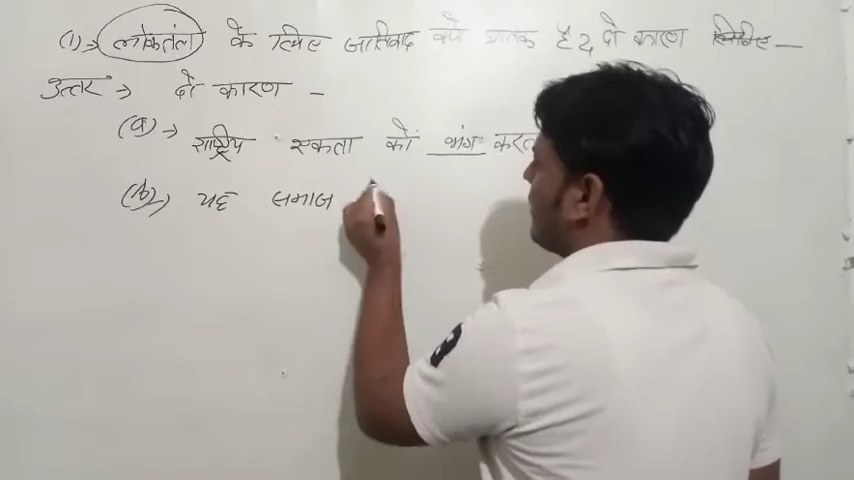 (1)→ लोकतंत्र के लिए जातिवाद क्यों घातक है? दो कारण लिखिए —
उत्तर → दो कारण —
(a) → राष्ट्रीय एकता को भंग करता
(b) यह समाज